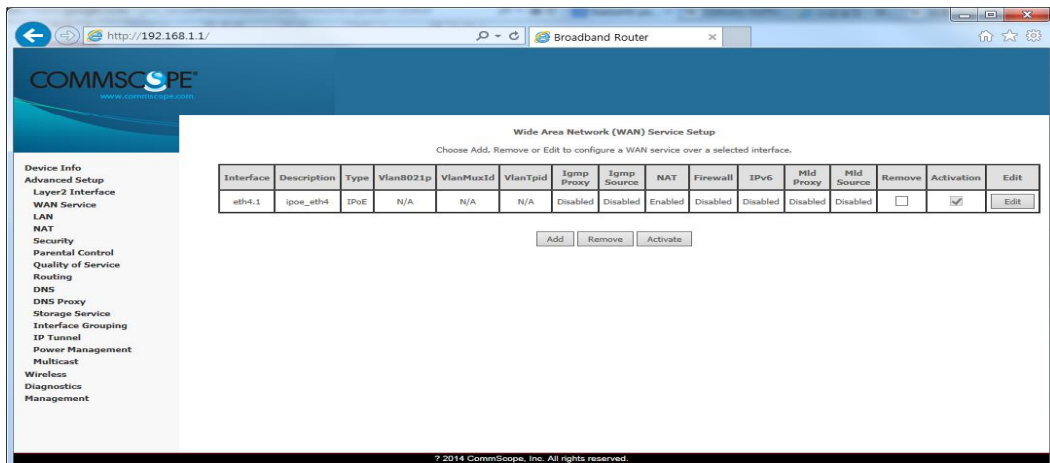 http://192.168.1.1/
Broadband Router
COMMSCOPE®
www.commscope.com
Wide Area Network (WAN) Service Setup
Choose Add, Remove or Edit to configure a WAN service over a selected interface.
Device Info
Advanced Setup
Layer2 Interface
WAN Service
LAN
NAT
Security
Parental Control
Quality of Service
Routing
DNS
DNS Proxy
Storage Service
Interface Grouping
IP Tunnel
Power Management
Multicast
Wireless
Diagnostics
Management
Interface Description Type Vlan8021p VlanMuxId VlanTpid Igmp Proxy Igmp Source NAT Firewall IPv6 Mld Proxy Mld Source Remove Activation Edit
eth4.1 ipoe_eth4 IPoE N/A N/A N/A Disabled Disabled Enabled Disabled Disabled Disabled Disabled Edit
Add Remove Activate
? 2014 CommScope, Inc. All rights reserved.